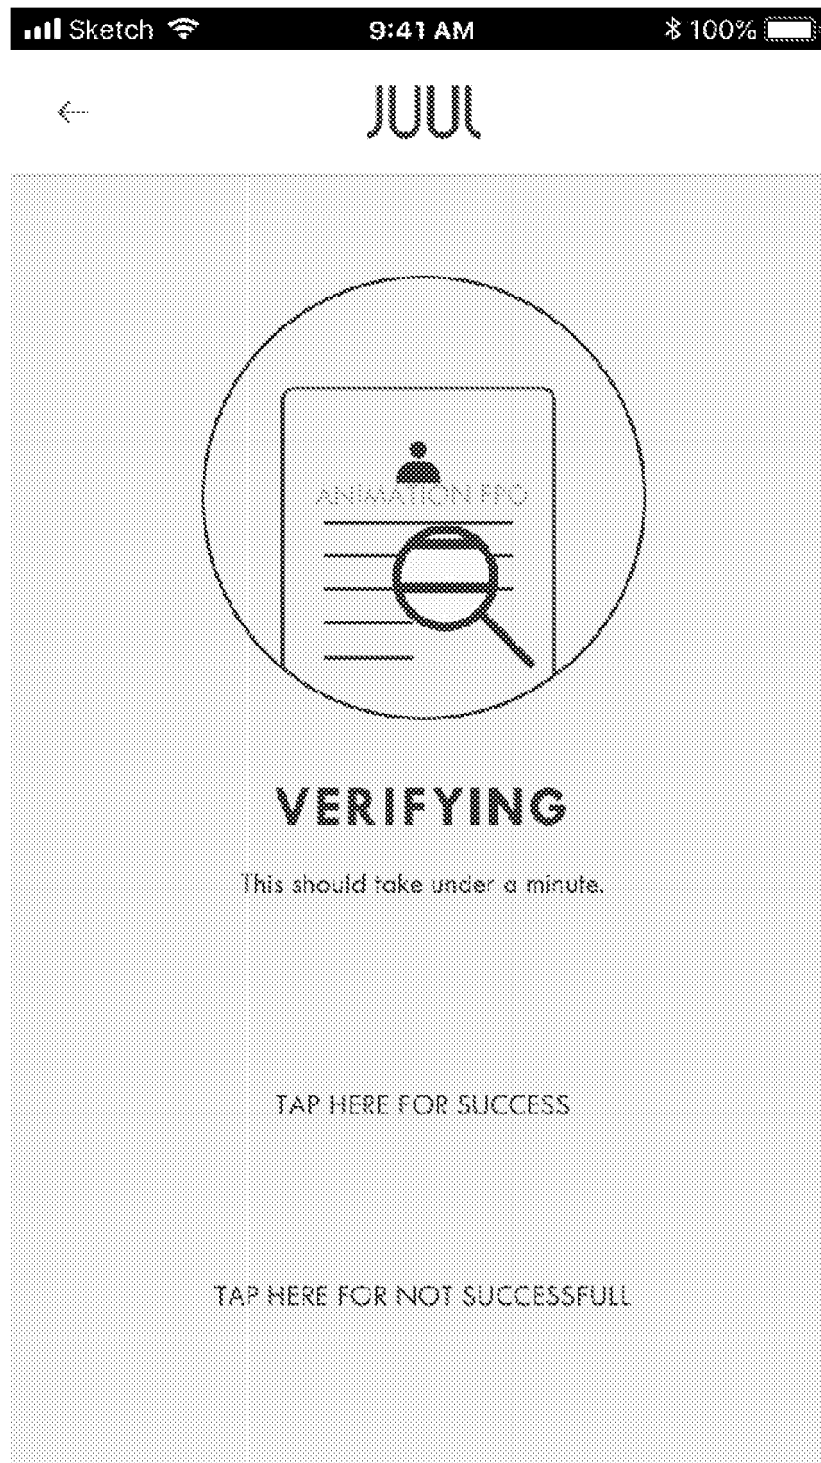 Sketch 9:41 AM 100%
JUUL
ANIMATION FPO
VERIFYING
This should take under a minute.
TAP HERE FOR SUCCESS
TAP HERE FOR NOT SUCCESSFULL